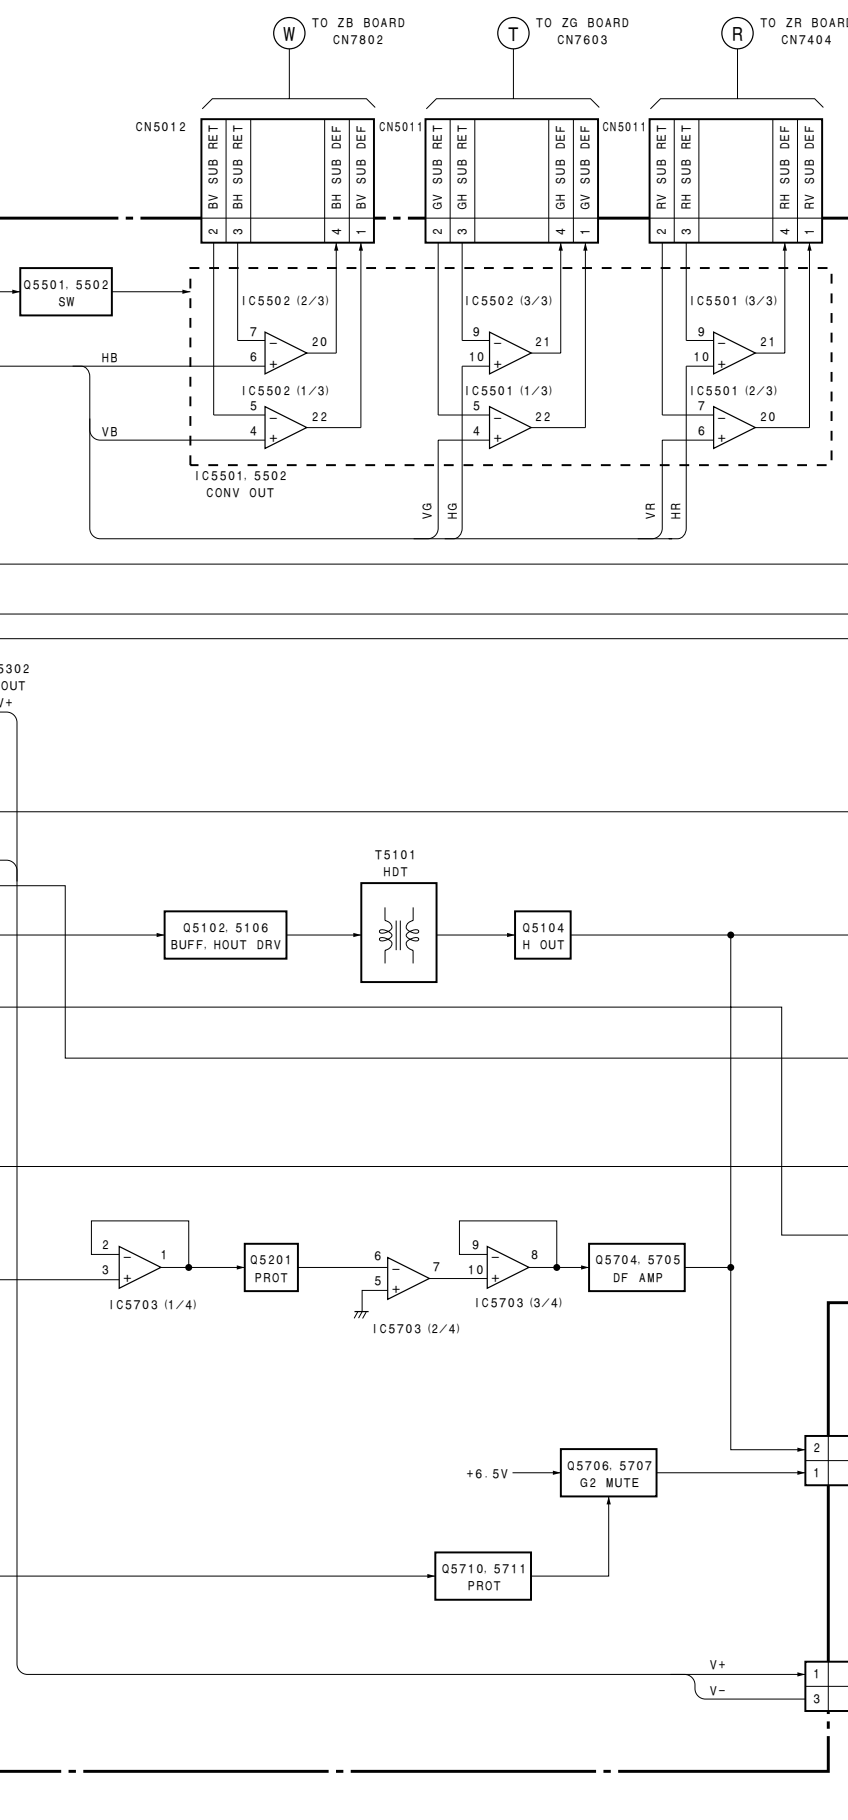 W TO ZB BOARD
CN7802
T TO ZG BOARD
CN7603
R TO ZR BOARD
CN7404
CN5012
BV SUB RET
BH SUB RET
BH SUB DEF
BV SUB DEF
2 3 4 1
CN5011
GV SUB RET
GH SUB RET
GH SUB DEF
GV SUB DEF
2 3 4 1
CN5011
RV SUB RET
RH SUB RET
RH SUB DEF
RV SUB DEF
2 3 4 1
Q5501, 5502
SW
IC5502 (2/3)
7
6
20
- +
IC5502 (3/3)
9
10
21
- +
IC5501 (3/3)
9
10
21
- +
HB
IC5502 (1/3)
5
4
22
- +
IC5501 (1/3)
5
4
22
- +
IC5501 (2/3)
7
6
20
- +
VB
IC5501, 5502
CONV OUT
VG
HG
VR
HR
5302
OUT
V+
T5101
HDT
Q5102, 5106
BUFF, HOUT DRV
Q5104
H OUT
2
3
1
- +
IC5703 (1/4)
Q5201
PROT
6
5
7
- +
IC5703 (2/4)
9
10
8
- +
IC5703 (3/4)
Q5704, 5705
DF AMP
+6.5V
Q5706, 5707
G2 MUTE
2
1
Q5710, 5711
PROT
V+
V-
1
3